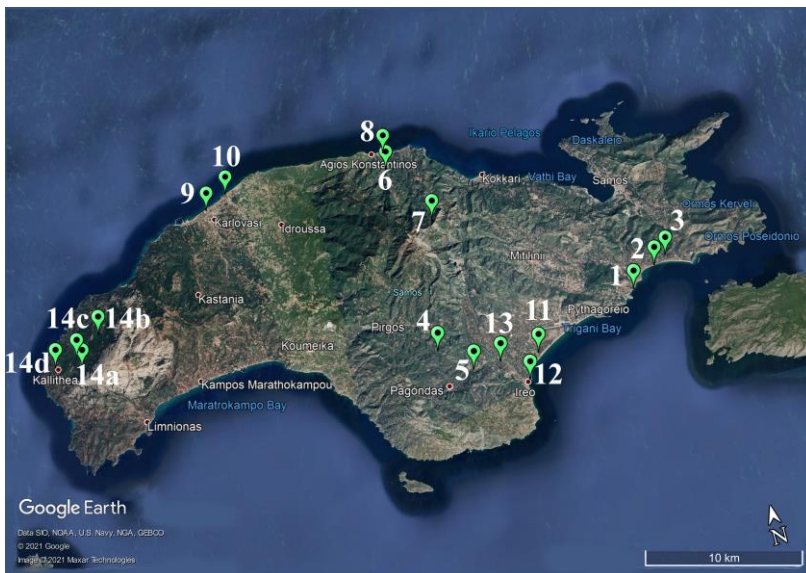 Ikario Pelagos
Daskaleio
8
Agios Konstantinos
6
Kokkari
Vathi Bay
Samos
10
9
Karlovasi
Idroussa
7
Ormos Kervel
3
Ormos Poseidonio
2
Mitilinii
1
Samos
Kastania
Pythagoreio
Trigani Bay
14c
14b
14d
14a
Kallithea
Koumeika
Pirgos
4
5
13
11
12
Pagondas
Ireo
Kampos Marathokampou
Maratrokampo Bay
Limnionas
Google Earth
Data SIO, NOAA, U.S. Navy, NGA, GEBCO
© 2021 Google
Image © 2021 Maxar Technologies
N
10 km